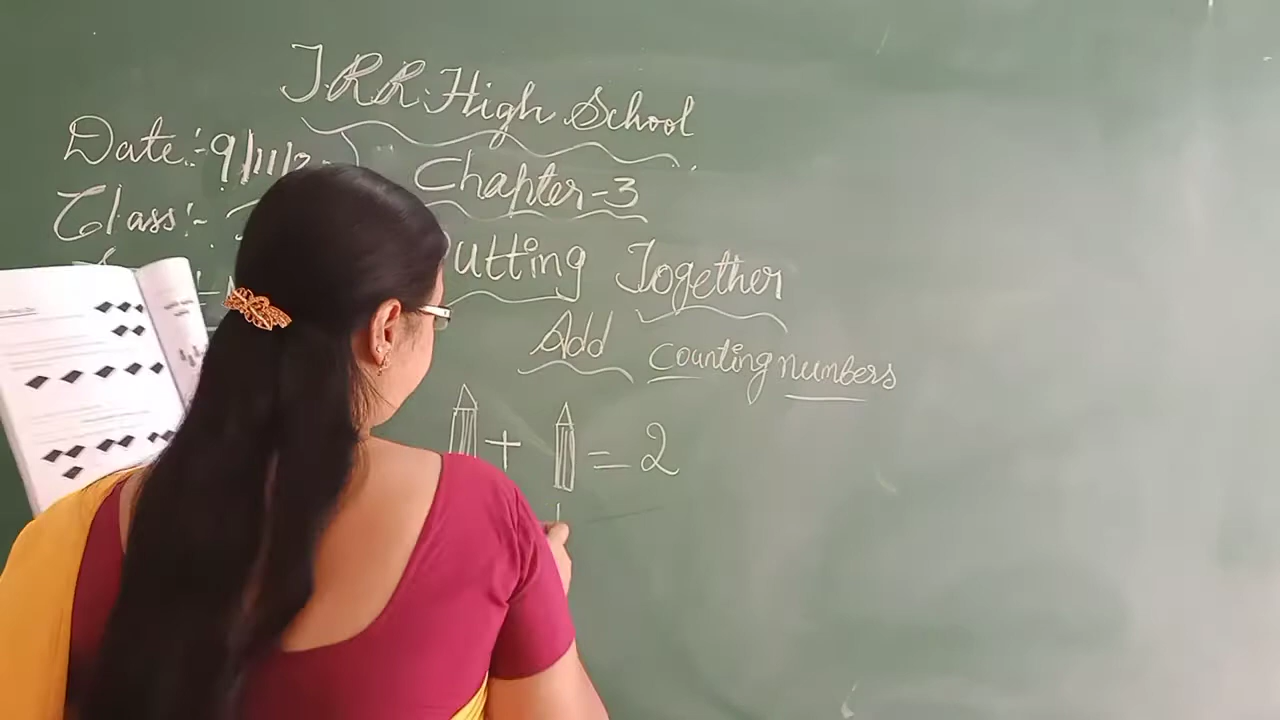 J.R.R. High School
Date:- 9/11/2
Chapter-3
Class:-
Putting Together
Add counting numbers
+ = 2